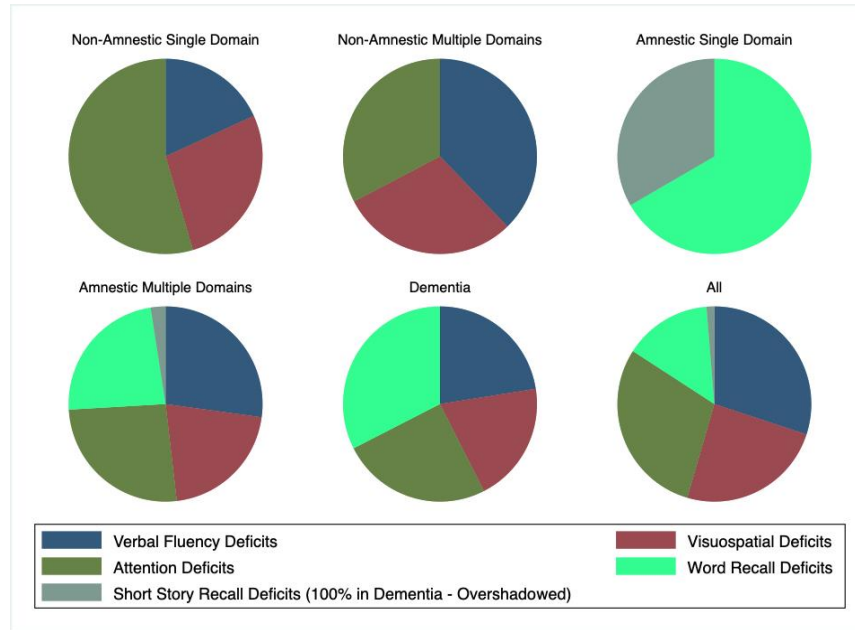 Non-Amnestic Single Domain
Non-Amnestic Multiple Domains
Amnestic Single Domain
Amnestic Multiple Domains
Dementia
All
Verbal Fluency Deficits
Visuospatial Deficits
Attention Deficits
Word Recall Deficits
Short Story Recall Deficits (100% in Dementia - Overshadowed)